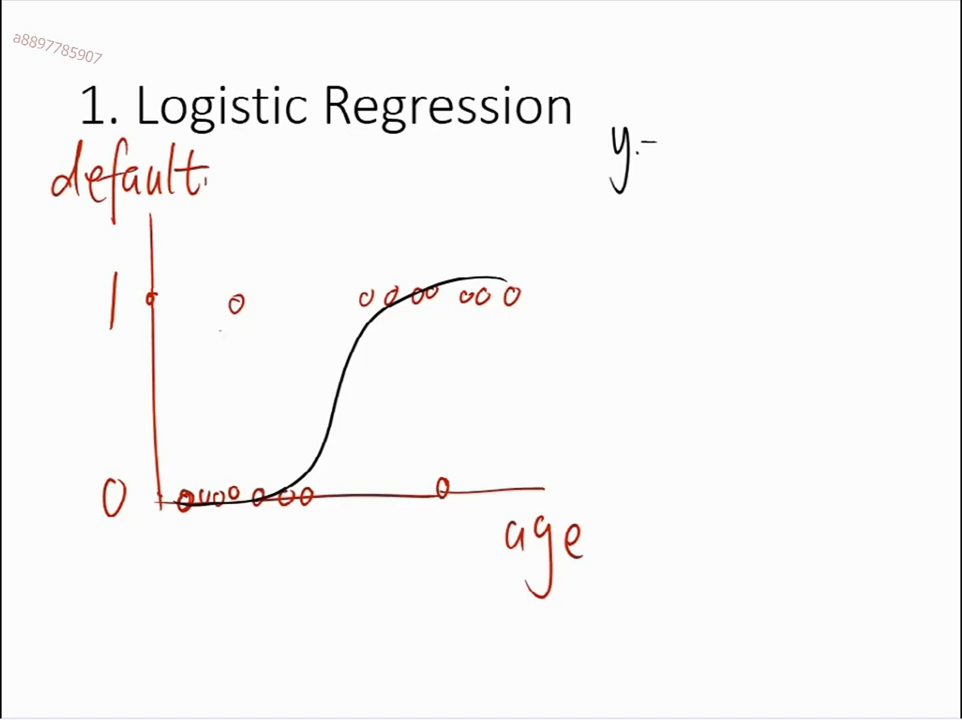 a8897785907
1. Logistic Regression
y=
default
1
0
age